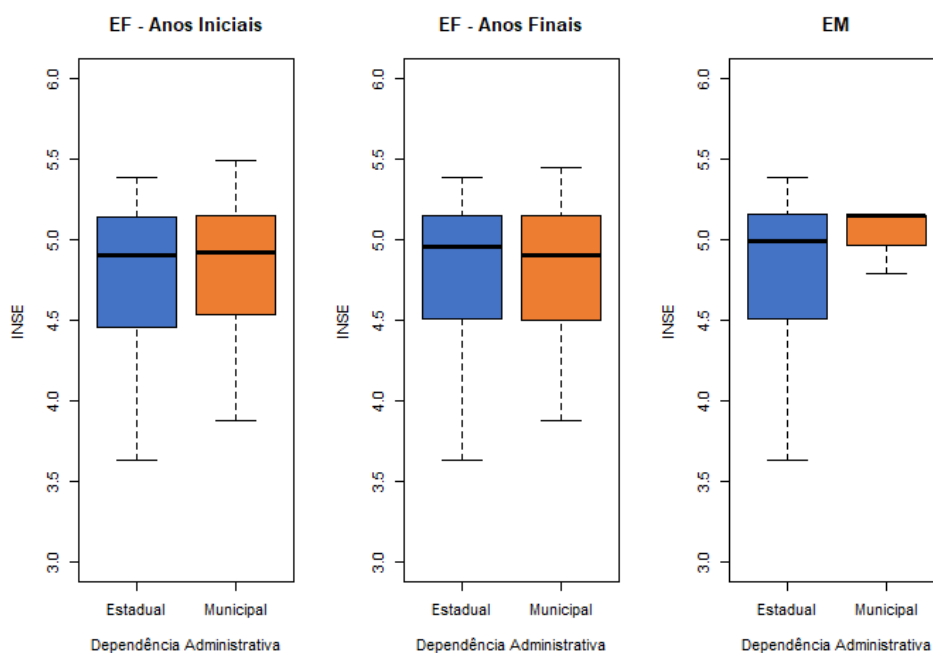 EF - Anos Iniciais
INSE
6.0
5.5
5.0
4.5
4.0
3.5
3.0
Estadual Municipal
Dependência Administrativa
EF - Anos Finais
INSE
6.0
5.5
5.0
4.5
4.0
3.5
3.0
Estadual Municipal
Dependência Administrativa
EM
INSE
6.0
5.5
5.0
4.5
4.0
3.5
3.0
Estadual Municipal
Dependência Administrativa